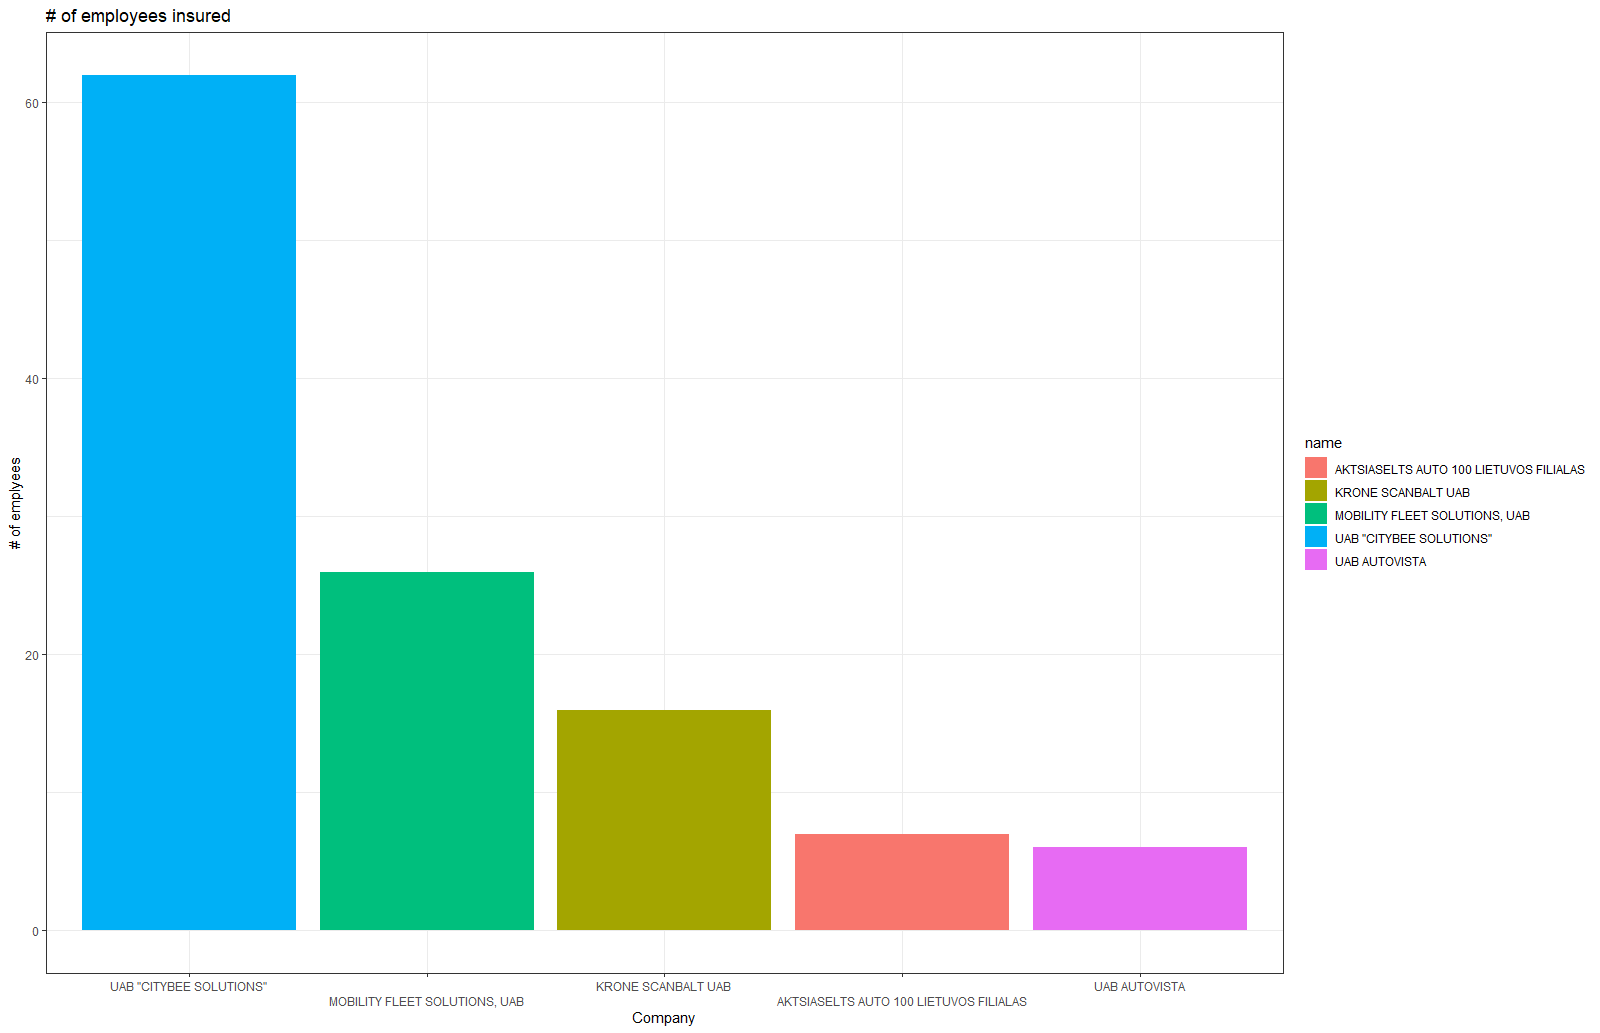 # of employees insured
# of emplyees
60
40
20
0
UAB "CITYBEE SOLUTIONS"
MOBILITY FLEET SOLUTIONS, UAB
KRONE SCANBALT UAB
AKTSIASELTS AUTO 100 LIETUVOS FILIALAS
UAB AUTOVISTA
Company
name
AKTSIASELTS AUTO 100 LIETUVOS FILIALAS
KRONE SCANBALT UAB
MOBILITY FLEET SOLUTIONS, UAB
UAB "CITYBEE SOLUTIONS"
UAB AUTOVISTA